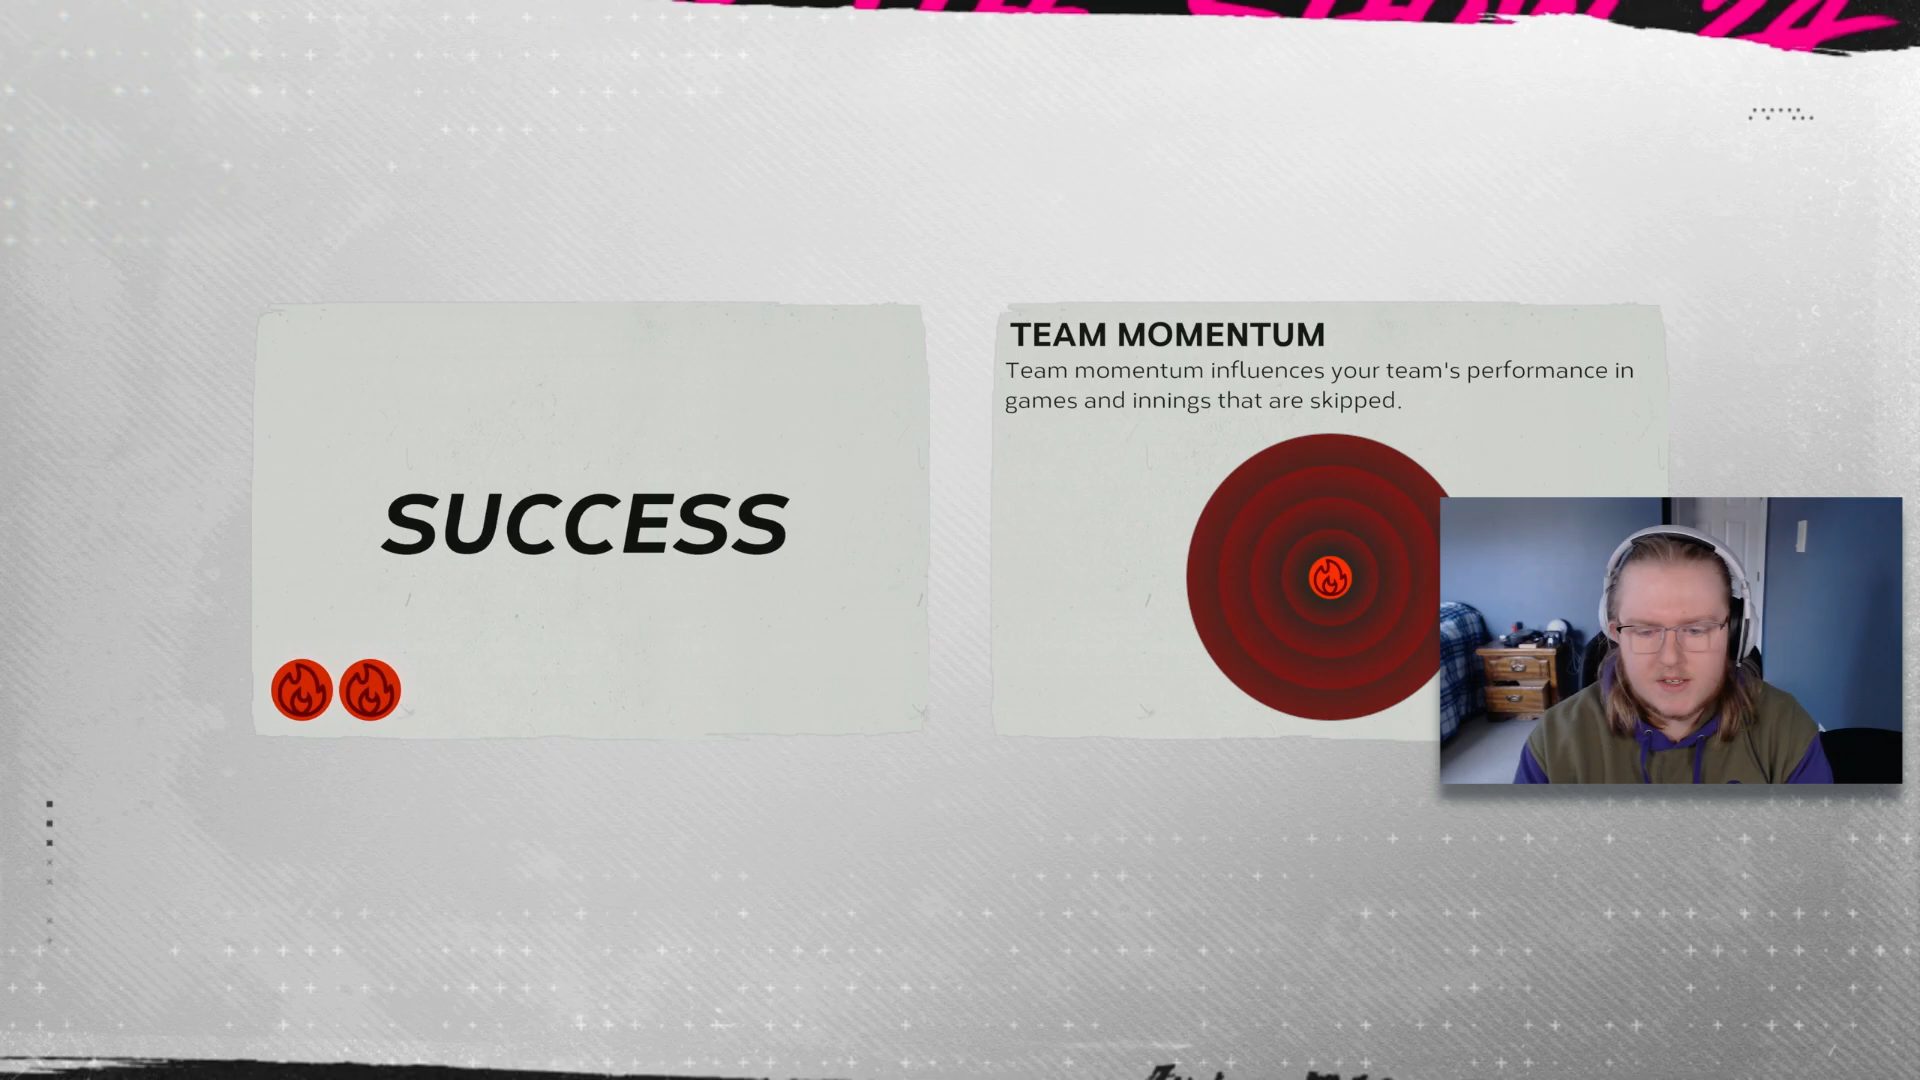 SUCCESS
TEAM MOMENTUM
Team momentum influences your team's performance in
games and innings that are skipped.